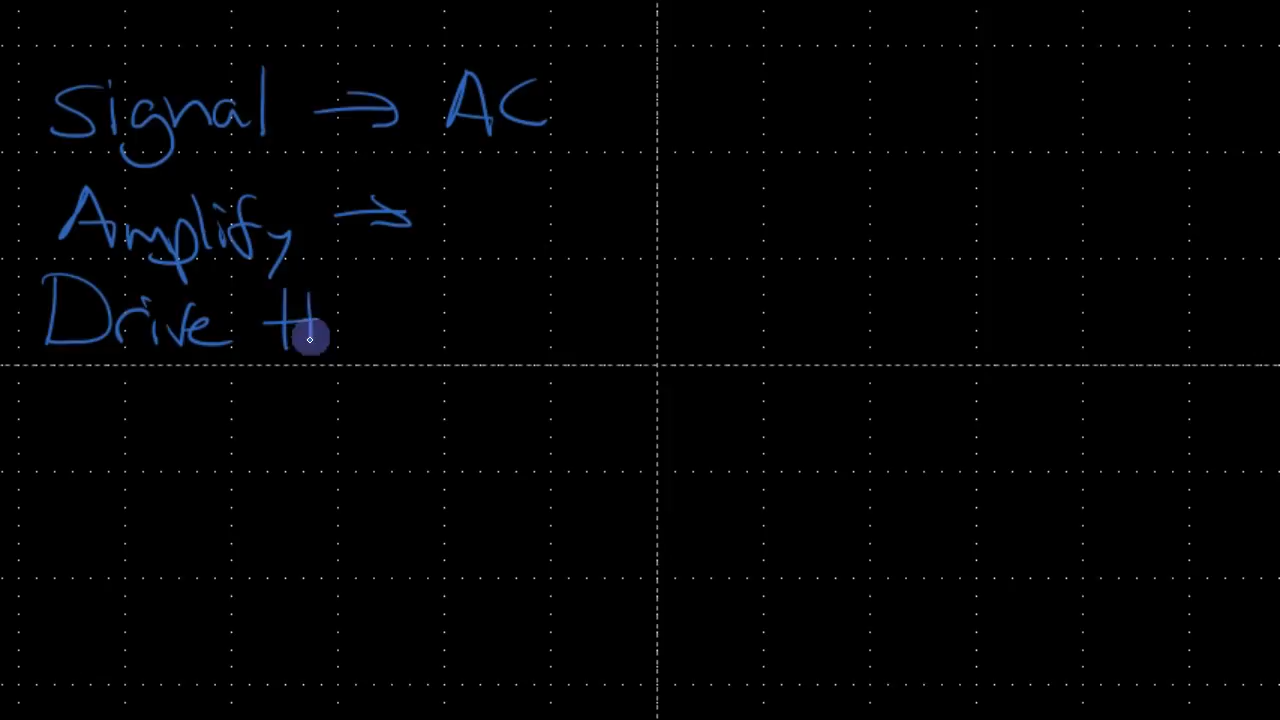 Signal → AC
Amplify →
Drive H